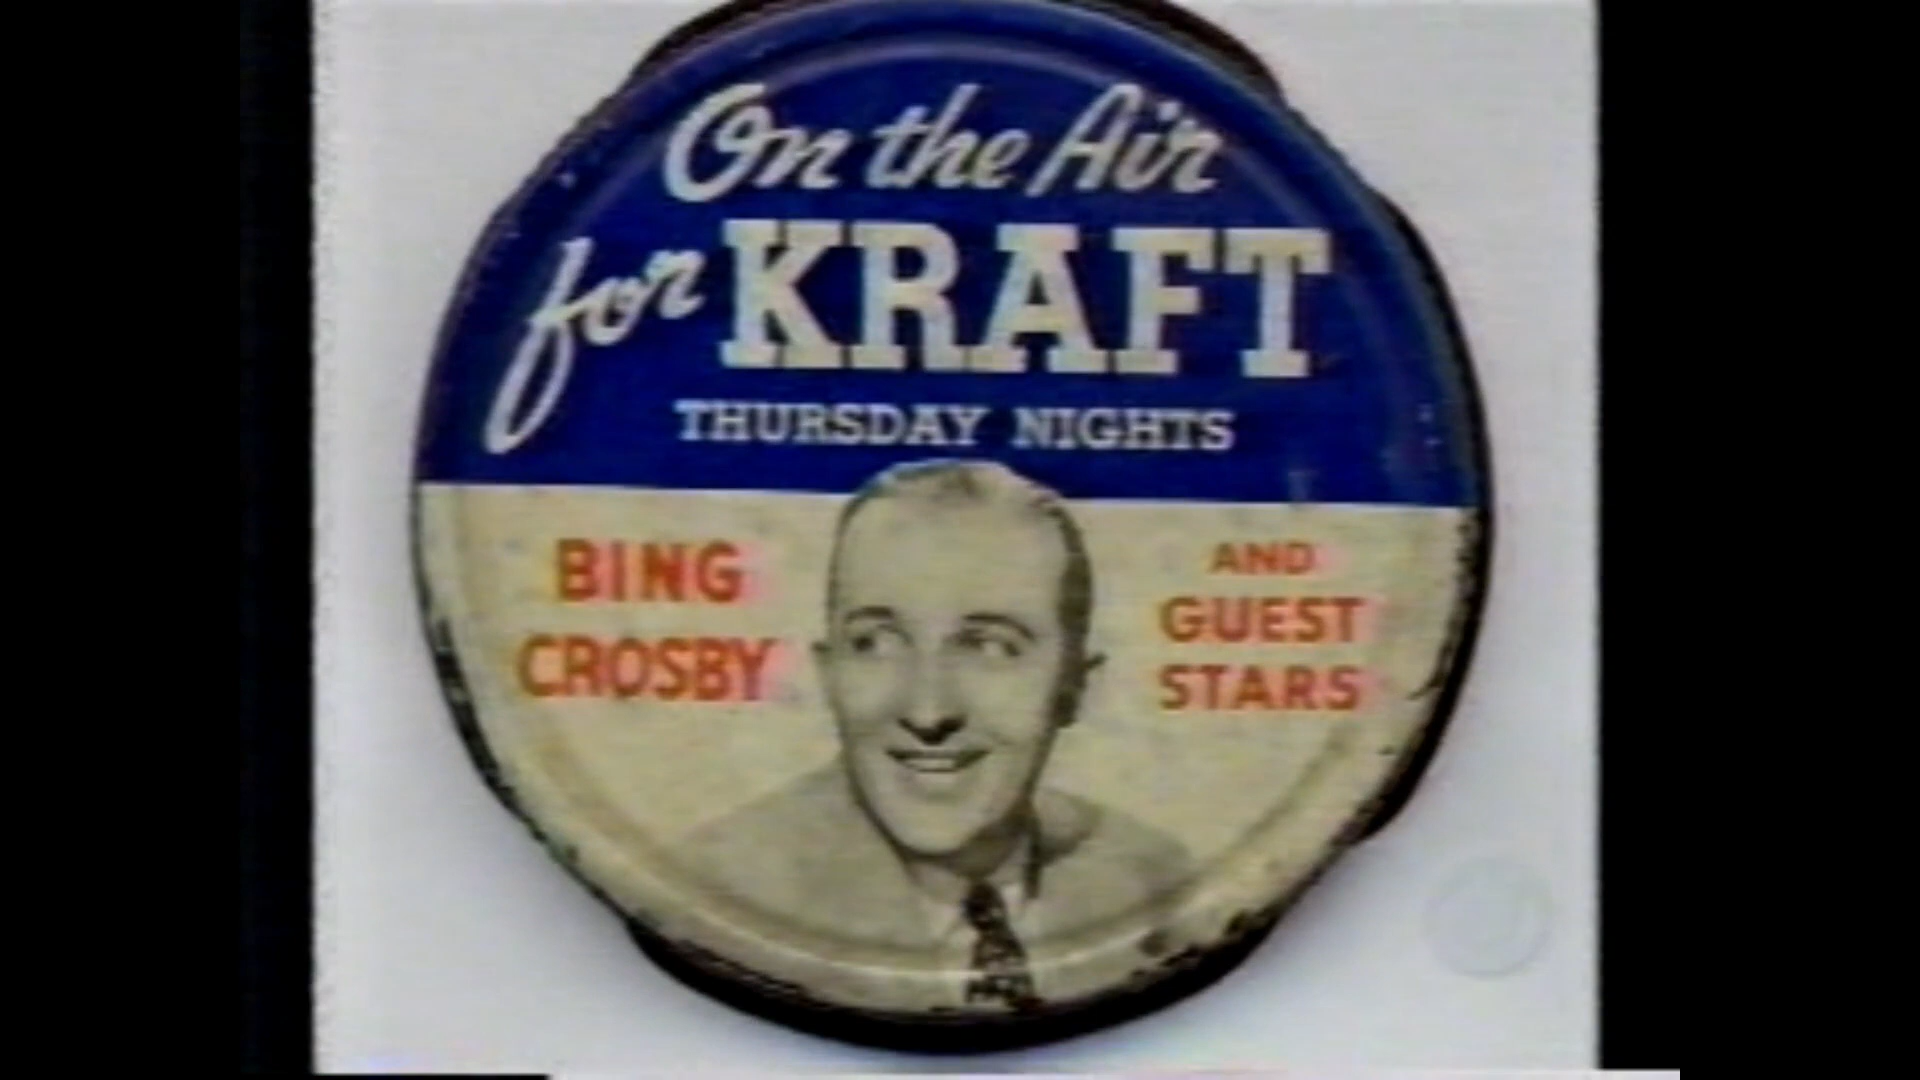 On the Air
for KRAFT
THURSDAY NIGHTS
BING
CROSBY
AND
GUEST
STARS